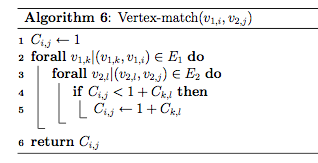 Algorithm 6: Vertex-match(v₁,ᵢ, v₂,ⱼ)
1 Cᵢ,ⱼ ← 1
2 forall v₁,ₖ|(v₁,ₖ, v₁,ᵢ) ∈ E₁ do
3 forall v₂,ₗ|(v₂,ₗ, v₂,ⱼ) ∈ E₂ do
4 if Cᵢ,ⱼ < 1 + Cₖ,ₗ then
5 Cᵢ,ⱼ ← 1 + Cₖ,ₗ
6 return Cᵢ,ⱼ